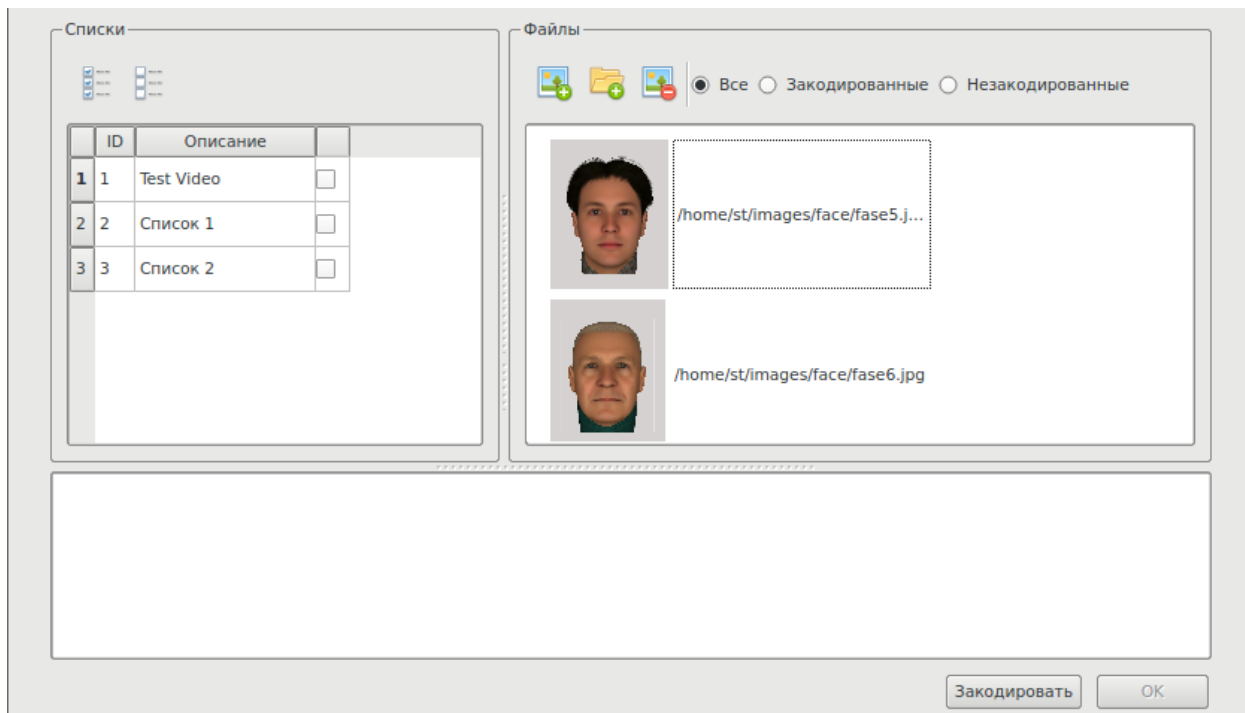 Списки
Файлы
Все Закодированные Незакодированные
ID Описание
1 1 Test Video
2 2 Список 1
3 3 Список 2
/home/st/images/face/fase5.j...
/home/st/images/face/fase6.jpg
Закодировать OK